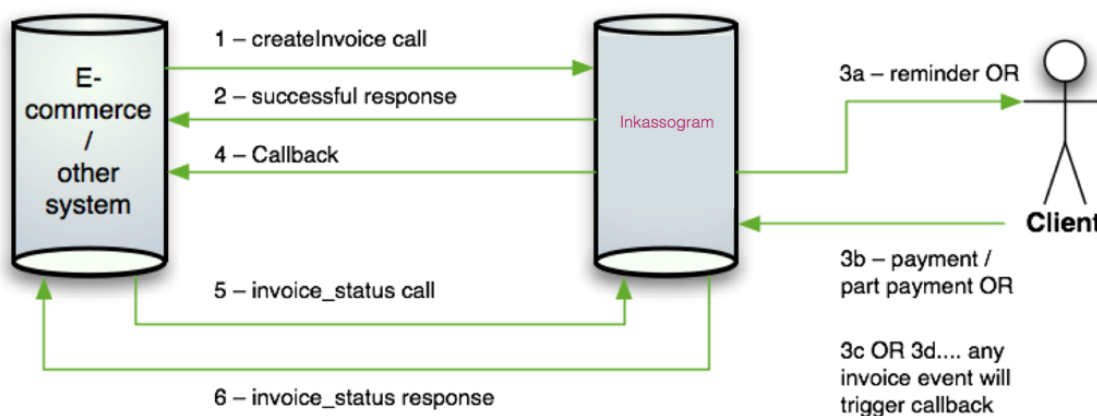 E-
commerce
/
other
system
1 – createInvoice call
2 – successful response
4 – Callback
Inkassogram
3a – reminder OR
Client
3b – payment /
part payment OR
3c OR 3d.... any
invoice event will
trigger callback
5 – invoice_status call
6 – invoice_status response